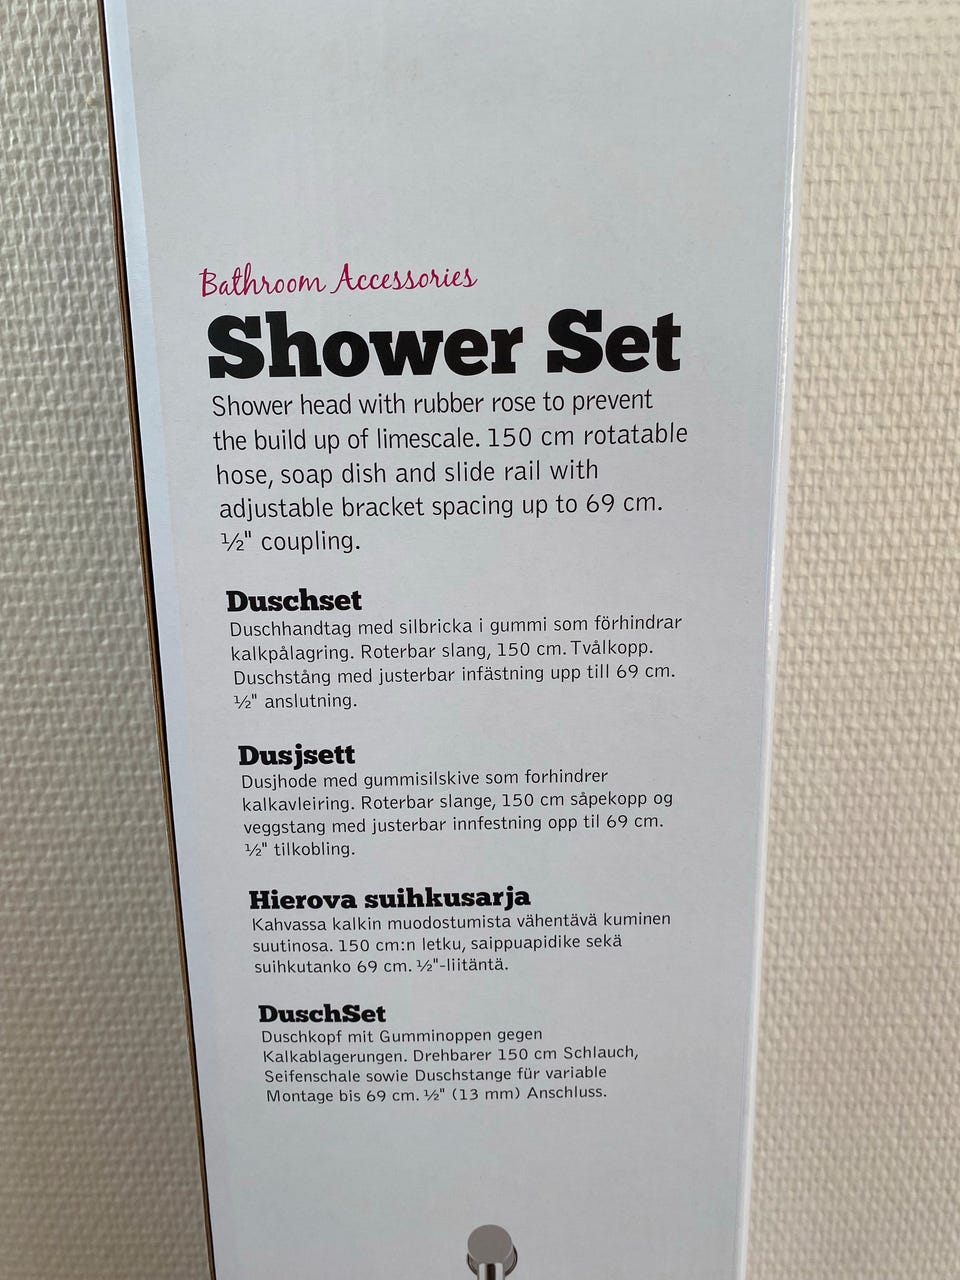 Bathroom Accessories
Shower Set
Shower head with rubber rose to prevent
the build up of limescale. 150 cm rotatable
hose, soap dish and slide rail with
adjustable bracket spacing up to 69 cm.
½" coupling.
Duschset
Duschhandtag med silbricka i gummi som förhindrar
kalkpålagring. Roterbar slang, 150 cm. Tvålkopp.
Duschstång med justerbar infästning upp till 69 cm.
½" anslutning.
Dusjsett
Dusjhode med gummisilskive som forhindrer
kalkavleiring. Roterbar slange, 150 cm såpekopp og
veggstang med justerbar innfestning opp til 69 cm.
½" tilkobling.
Hierova suihkusarja
Kahvassa kalkin muodostumista vähentävä kuminen
suutinosa. 150 cm:n letku, saippuapidike sekä
suihkutanko 69 cm. ½"-liitäntä.
DuschSet
Duschkopf mit Gumminoppen gegen
Kalkablagerungen. Drehbarer 150 cm Schlauch,
Seifenschale sowie Duschstange für variable
Montage bis 69 cm. ½" (13 mm) Anschluss.